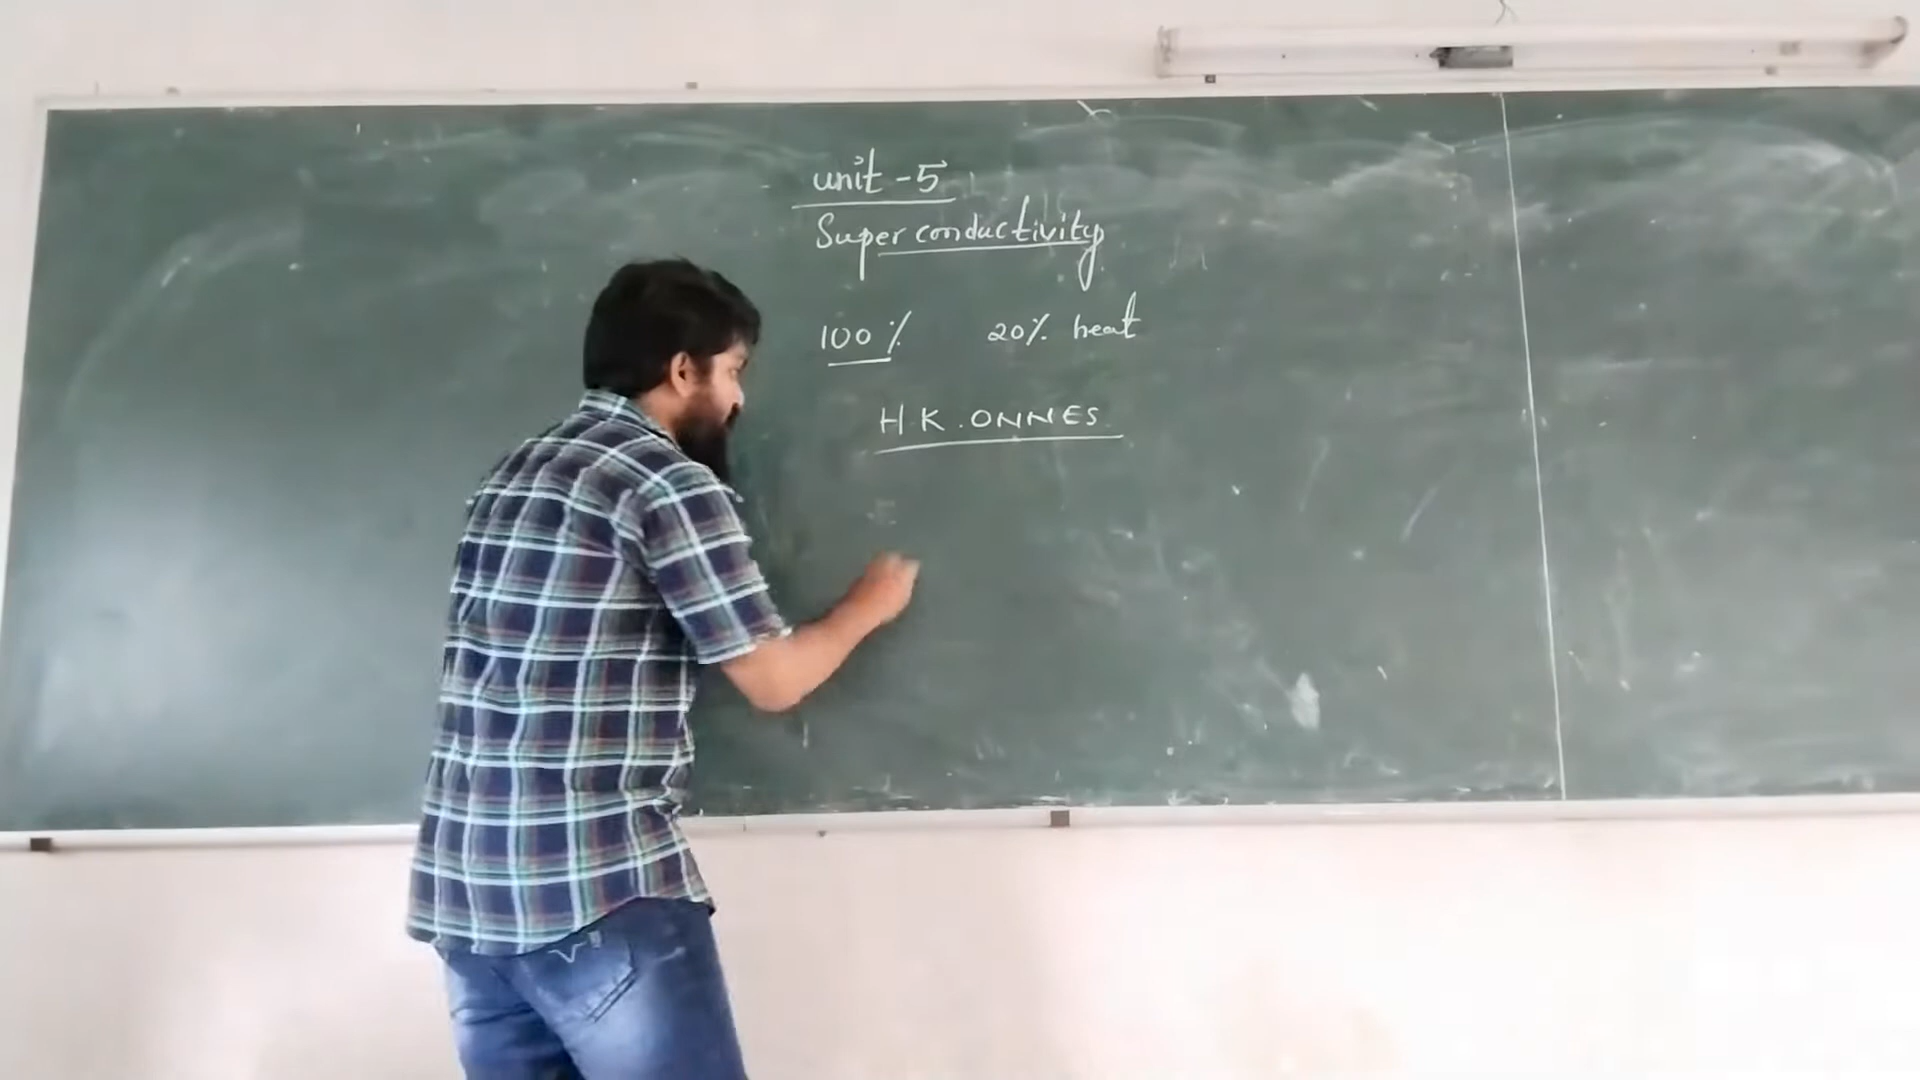 unit - 5
Superconductivity
100 % 20% heat
H.K. ONNES